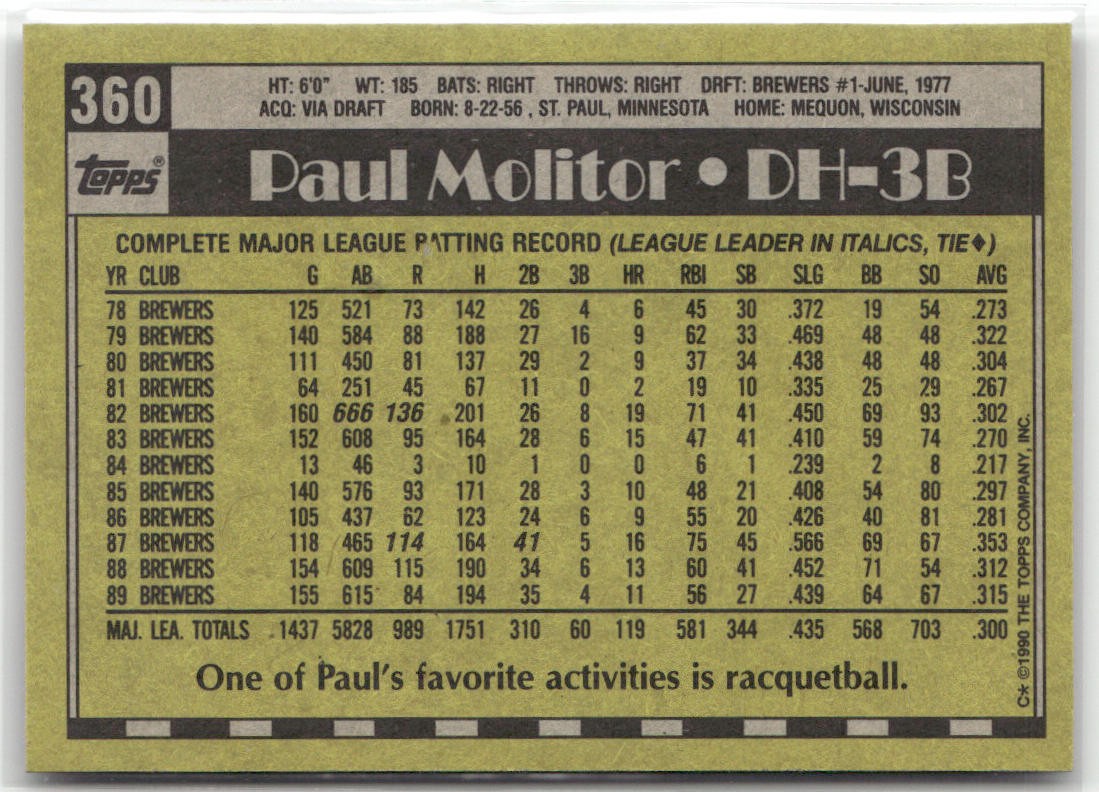 360
HT: 6'0" WT: 185 BATS: RIGHT THROWS: RIGHT DRFT: BREWERS #1-JUNE, 1977
ACQ: VIA DRAFT BORN: 8-22-56 , ST. PAUL, MINNESOTA HOME: MEQUON, WISCONSIN
Topps®
Paul Molitor • DH-3B
COMPLETE MAJOR LEAGUE BATTING RECORD (LEAGUE LEADER IN ITALICS, TIE♦)
YR CLUB G AB R H 2B 3B HR RBI SB SLG BB SO AVG
78 BREWERS 125 521 73 142 26 4 6 45 30 .372 19 54 .273
79 BREWERS 140 584 88 188 27 16 9 62 33 .469 48 48 .322
80 BREWERS 111 450 81 137 29 2 9 37 34 .438 48 48 .304
81 BREWERS 64 251 45 67 11 0 2 19 10 .335 25 29 .267
82 BREWERS 160 666 136 201 26 8 19 71 41 .450 69 93 .302
83 BREWERS 152 608 95 164 28 6 15 47 41 .410 59 74 .270
84 BREWERS 13 46 3 10 1 0 0 6 1 .239 2 8 .217
85 BREWERS 140 576 93 171 28 3 10 48 21 .408 54 80 .297
86 BREWERS 105 437 62 123 24 6 9 55 20 .426 40 81 .281
87 BREWERS 118 465 114 164 41 5 16 75 45 .566 69 67 .353
88 BREWERS 154 609 115 190 34 6 13 60 41 .452 71 54 .312
89 BREWERS 155 615 84 194 35 4 11 56 27 .439 64 67 .315
MAJ. LEA. TOTALS 1437 5828 989 1751 310 60 119 581 344 .435 568 703 .300
One of Paul's favorite activities is racquetball.
C* ©1990 THE TOPPS COMPANY, INC.